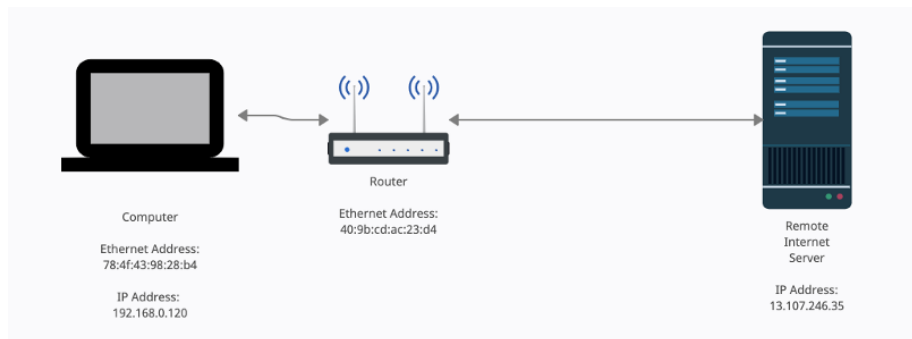 Computer
Ethernet Address:
78:4f:43:98:28:b4
IP Address:
192.168.0.120
Router
Ethernet Address:
40:9b:cd:ac:23:d4
Remote
Internet
Server
IP Address:
13.107.246.35